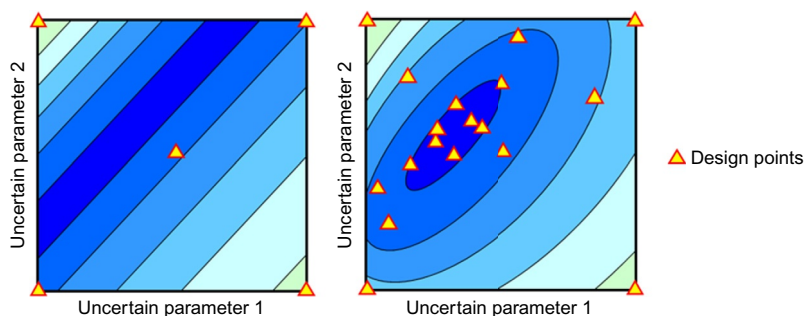 Uncertain parameter 2
Uncertain parameter 1
Uncertain parameter 2
Uncertain parameter 1
Design points